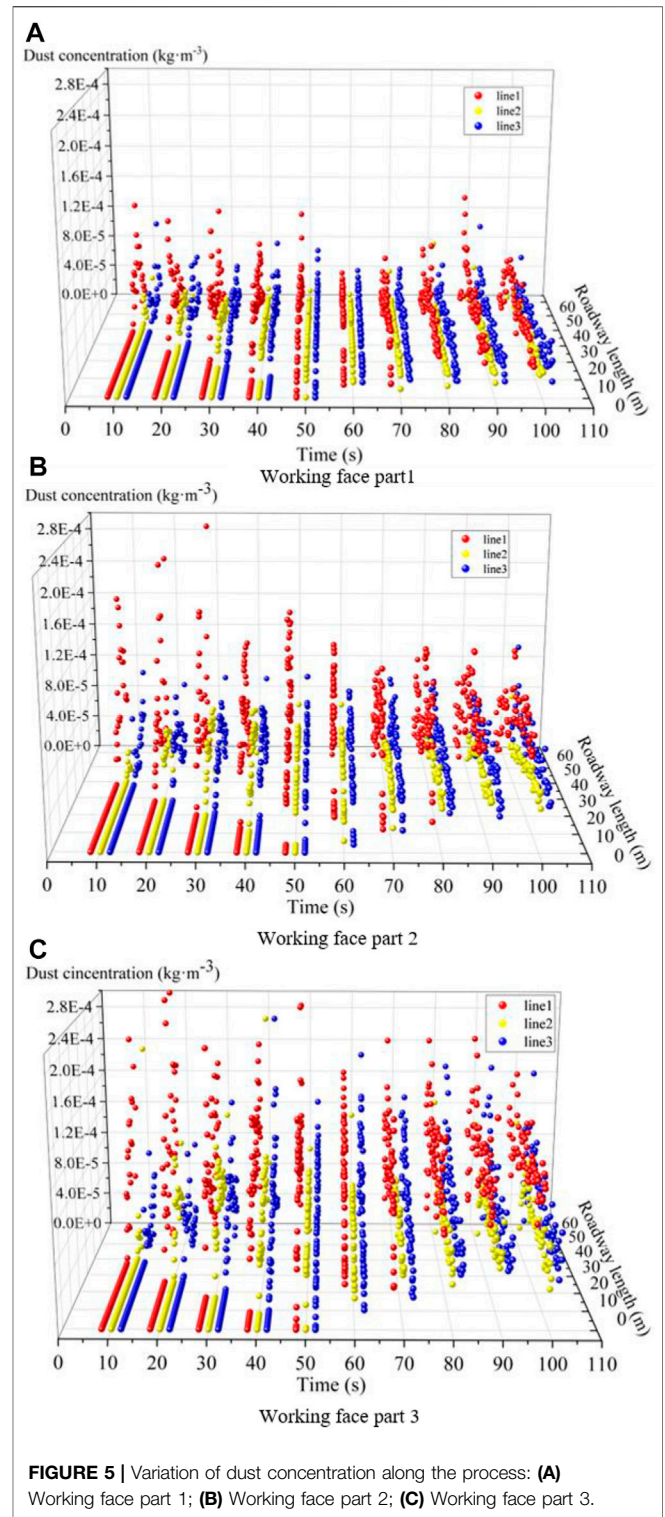 A
Dust concentration (kg·m-3)
2.8E-4
2.4E-4
2.0E-4
1.6E-4
1.2E-4
8.0E-5
4.0E-5
0.0E+0
line1
line2
line3
0 10 20 30 40 50 60 70 80 90 100 110
Time (s)
60
50
40
30
20
10
0
Roadway length (m)
Working face part1
B
Dust concentration (kg·m-3)
2.8E-4
2.4E-4
2.0E-4
1.6E-4
1.2E-4
8.0E-5
4.0E-5
0.0E+0
line1
line2
line3
0 10 20 30 40 50 60 70 80 90 100 110
Time (s)
60
50
40
30
20
10
0
Roadway length (m)
Working face part 2
C
Dust cincentration (kg·m-3)
2.8E-4
2.4E-4
2.0E-4
1.6E-4
1.2E-4
8.0E-5
4.0E-5
0.0E+0
line1
line2
line3
0 10 20 30 40 50 60 70 80 90 100 110
Time (s)
60
50
40
30
20
10
0
Roadway length (m)
Working face part 3
FIGURE 5 | Variation of dust concentration along the process: (A)
Working face part 1; (B) Working face part 2; (C) Working face part 3.